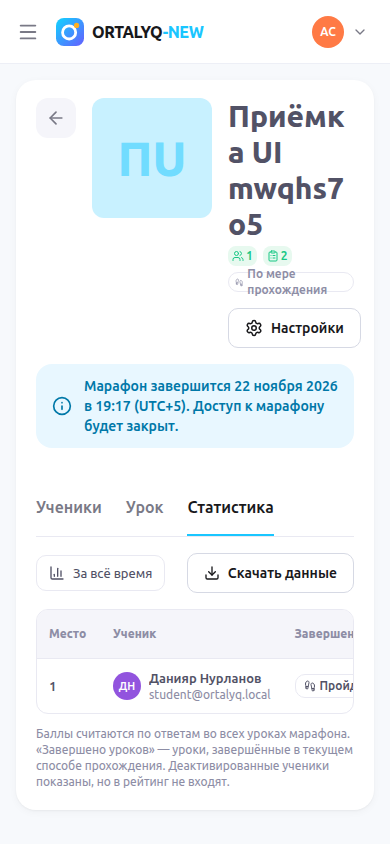 ORTALYQ-NEW
АС
ПU
Приёмк
а UI
mwqhs7
o5
1 2
По мере
прохождения
Настройки
Марафон завершится 22 ноября 2026
в 19:17 (UTC+5). Доступ к марафону
будет закрыт.
Ученики Урок Статистика
За всё время Скачать данные
Место Ученик Завершен
1 ДН Данияр Нурланов Пройд
student@ortalyq.local
Баллы считаются по ответам во всех уроках марафона.
«Завершено уроков» — уроки, завершённые в текущем
способе прохождения. Деактивированные ученики
показаны, но в рейтинг не входят.